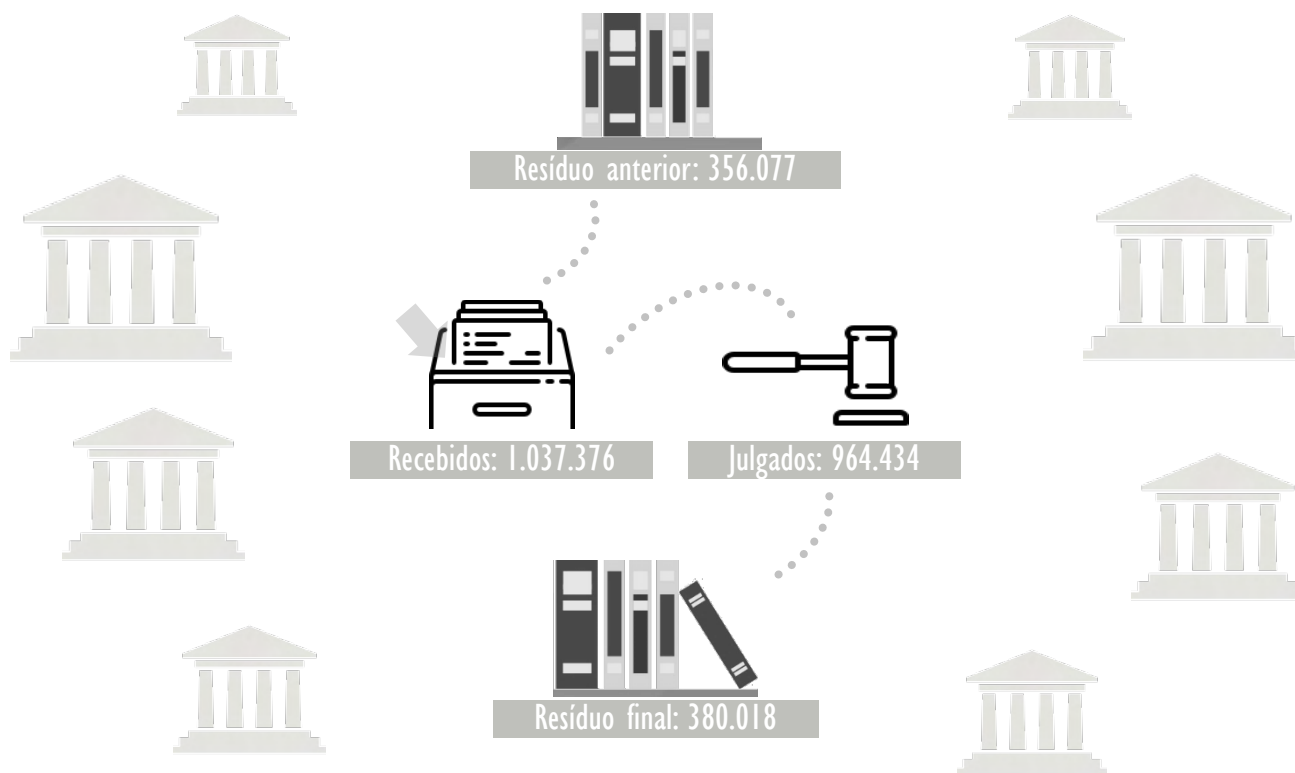 Resíduo anterior: 356.077
Recebidos: 1.037.376
Julgados: 964.434
Resíduo final: 380.018